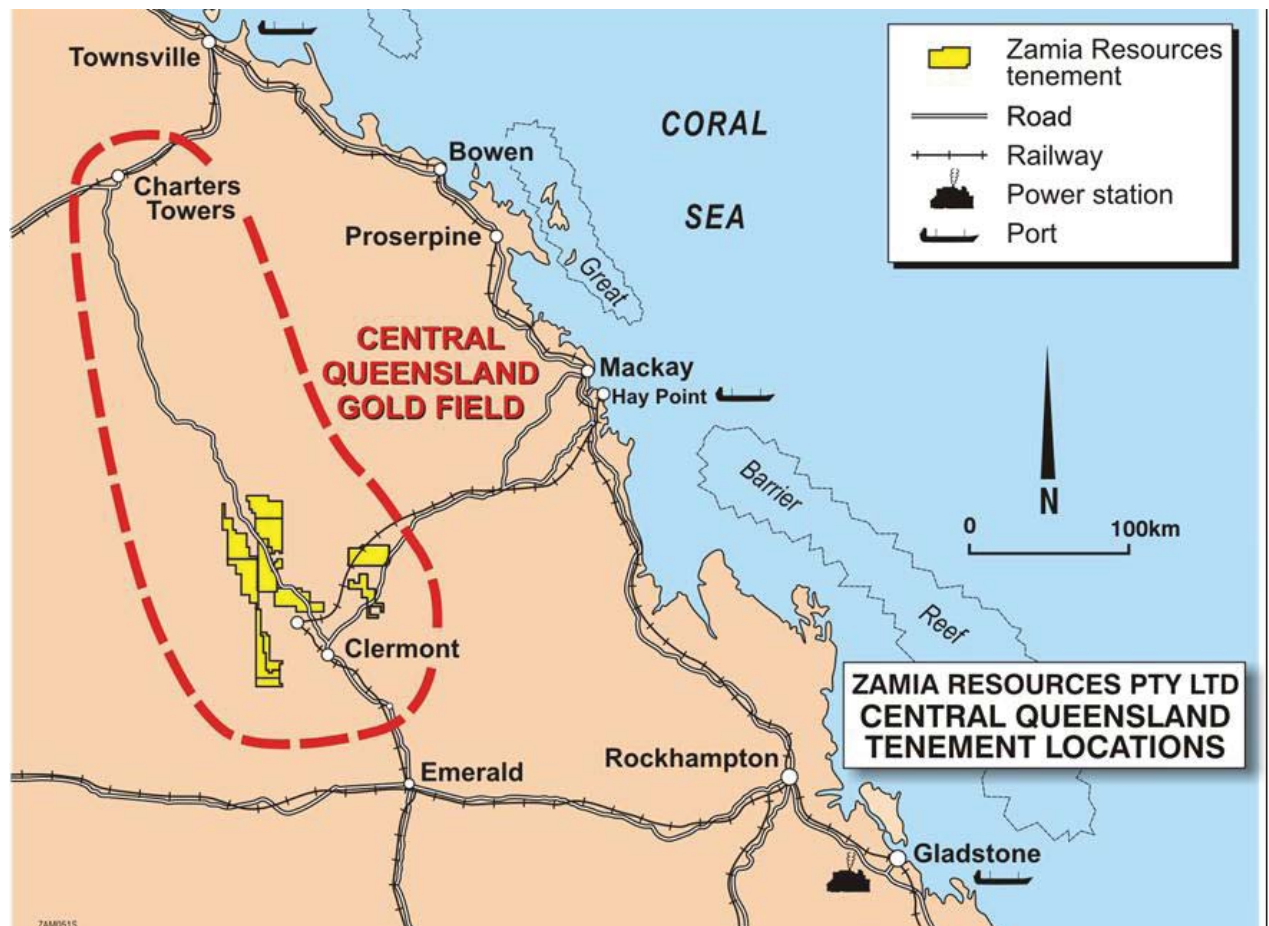 Townsville
Charters
Towers
Bowen
Proserpine
CORAL
SEA
Great
Zamia Resources
tenement
Road
Railway
Power station
Port
CENTRAL
QUEENSLAND
GOLD FIELD
Mackay
Hay Point
Barrier
Reef
N
0
100km
Clermont
ZAMIA RESOURCES PTY LTD
CENTRAL QUEENSLAND
TENEMENT LOCATIONS
Emerald
Rockhampton
Gladstone